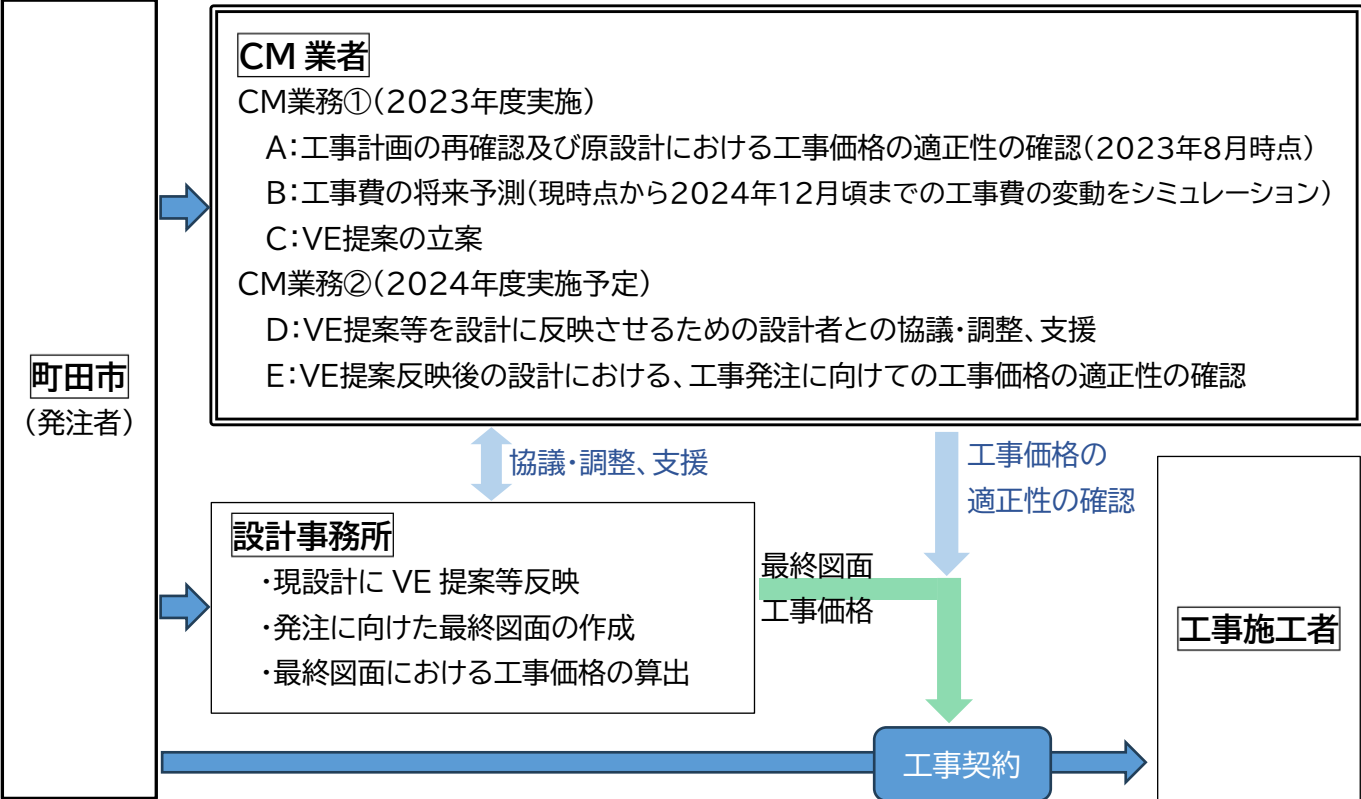 町田市
(発注者)
CM 業者
CM業務①(2023年度実施)
A:工事計画の再確認及び原設計における工事価格の適正性の確認(2023年8月時点)
B:工事費の将来予測(現時点から2024年12月頃までの工事費の変動をシミュレーション)
C:VE提案の立案
CM業務②(2024年度実施予定)
D:VE提案等を設計に反映させるための設計者との協議・調整、支援
E:VE提案反映後の設計における、工事発注に向けての工事価格の適正性の確認
協議・調整、支援
工事価格の
適正性の確認
設計事務所
・現設計に VE 提案等反映
・発注に向けた最終図面の作成
・最終図面における工事価格の算出
最終図面
工事価格
工事施工者
工事契約